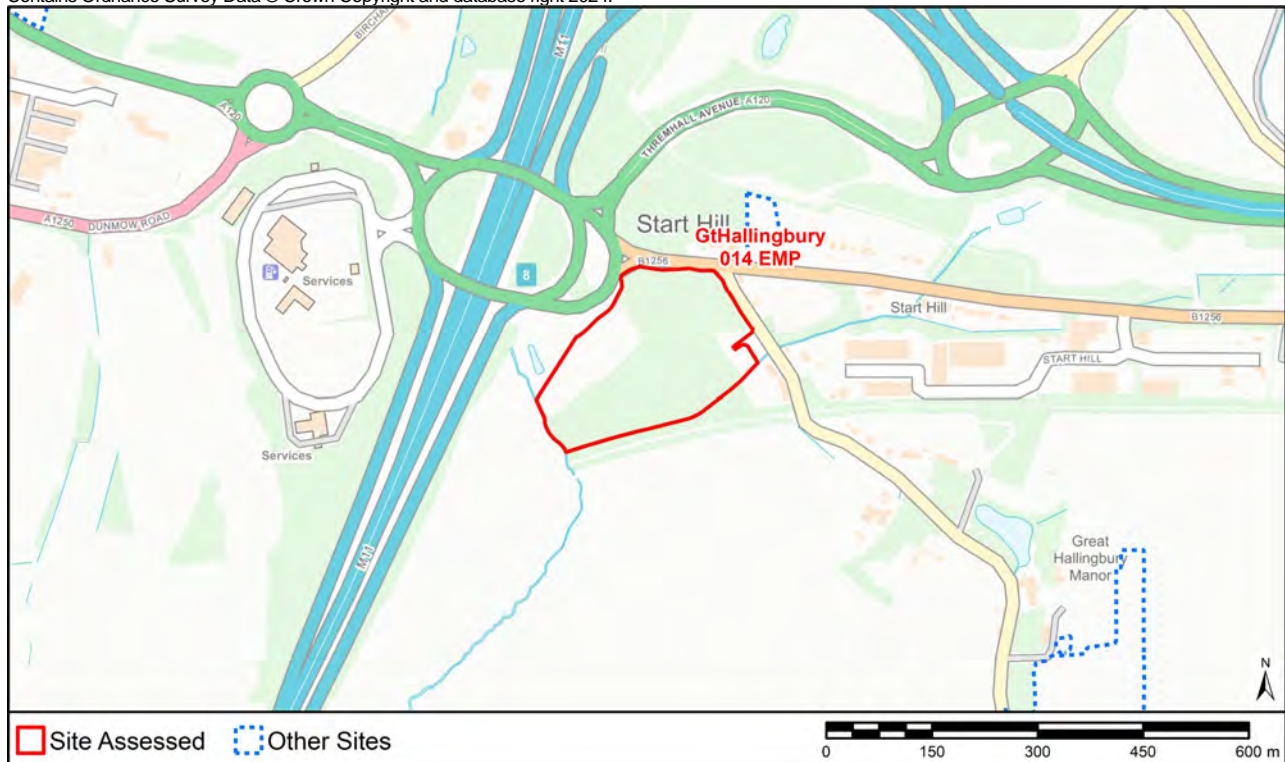 Contains Ordnance Survey Data © Crown Copyright and database right 2024.
BIRCHA
M11
A120
A120
THREMHALL AVENUE A120
A1250 DUNMOW ROAD
Services
8
Start Hill
GtHallingbury
014 EMP
B1256
Start Hill
B1256
START HILL
Services
M11
Great
Hallingbury
Manor
N
Site Assessed
Other Sites
0 150 300 450 600 m